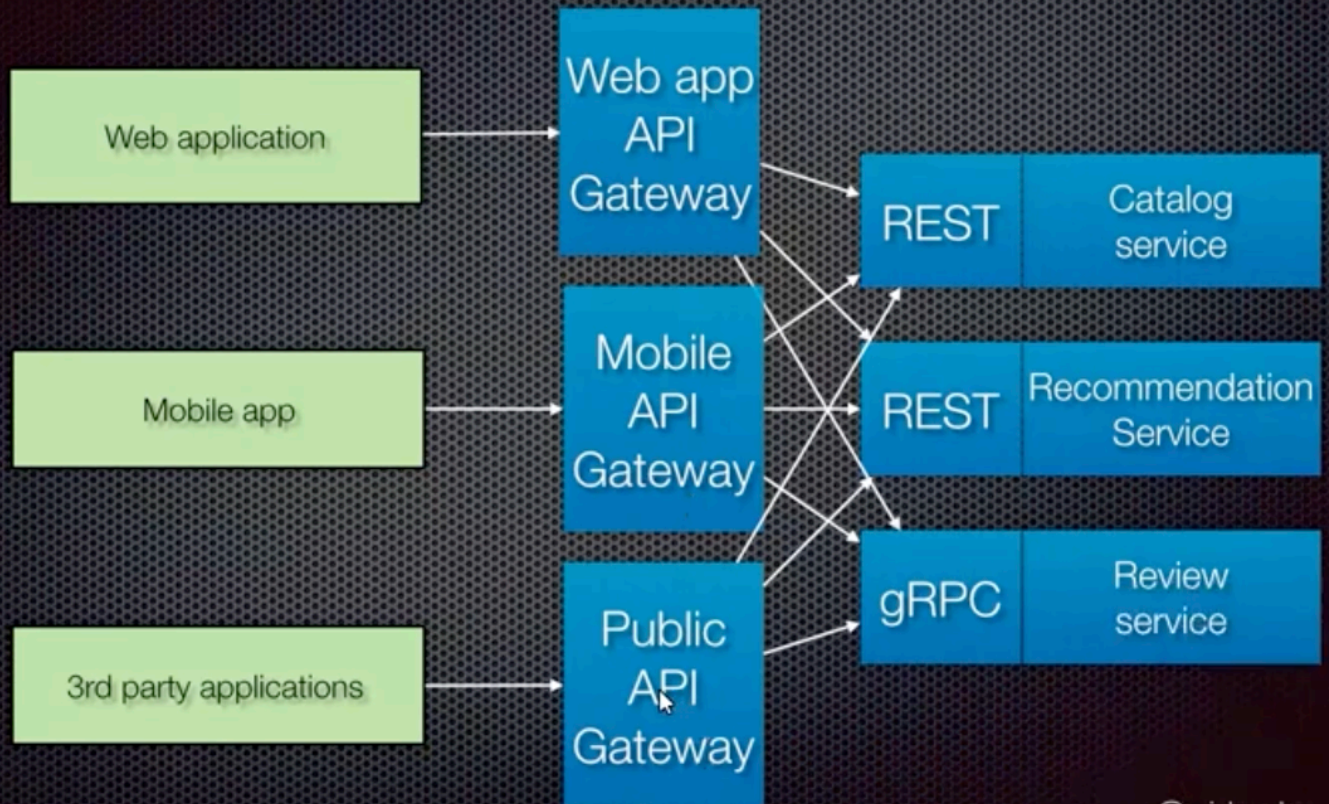 Web application
Web app
API
Gateway
REST
Catalog
service
Mobile app
Mobile
API
Gateway
REST
Recommendation
Service
3rd party applications
Public
API
Gateway
gRPC
Review
service